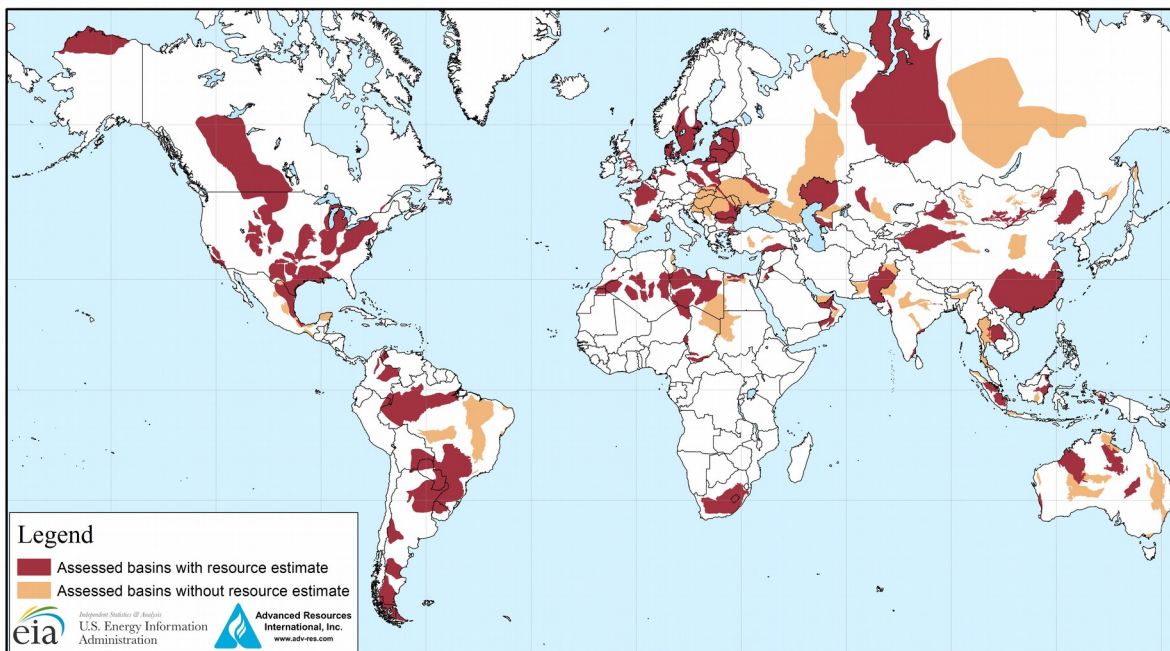 Legend
Assessed basins with resource estimate
Assessed basins without resource estimate
eia
Independent Statistics & Analysis
U.S. Energy Information
Administration
Advanced Resources
International, Inc.
www.adv-res.com